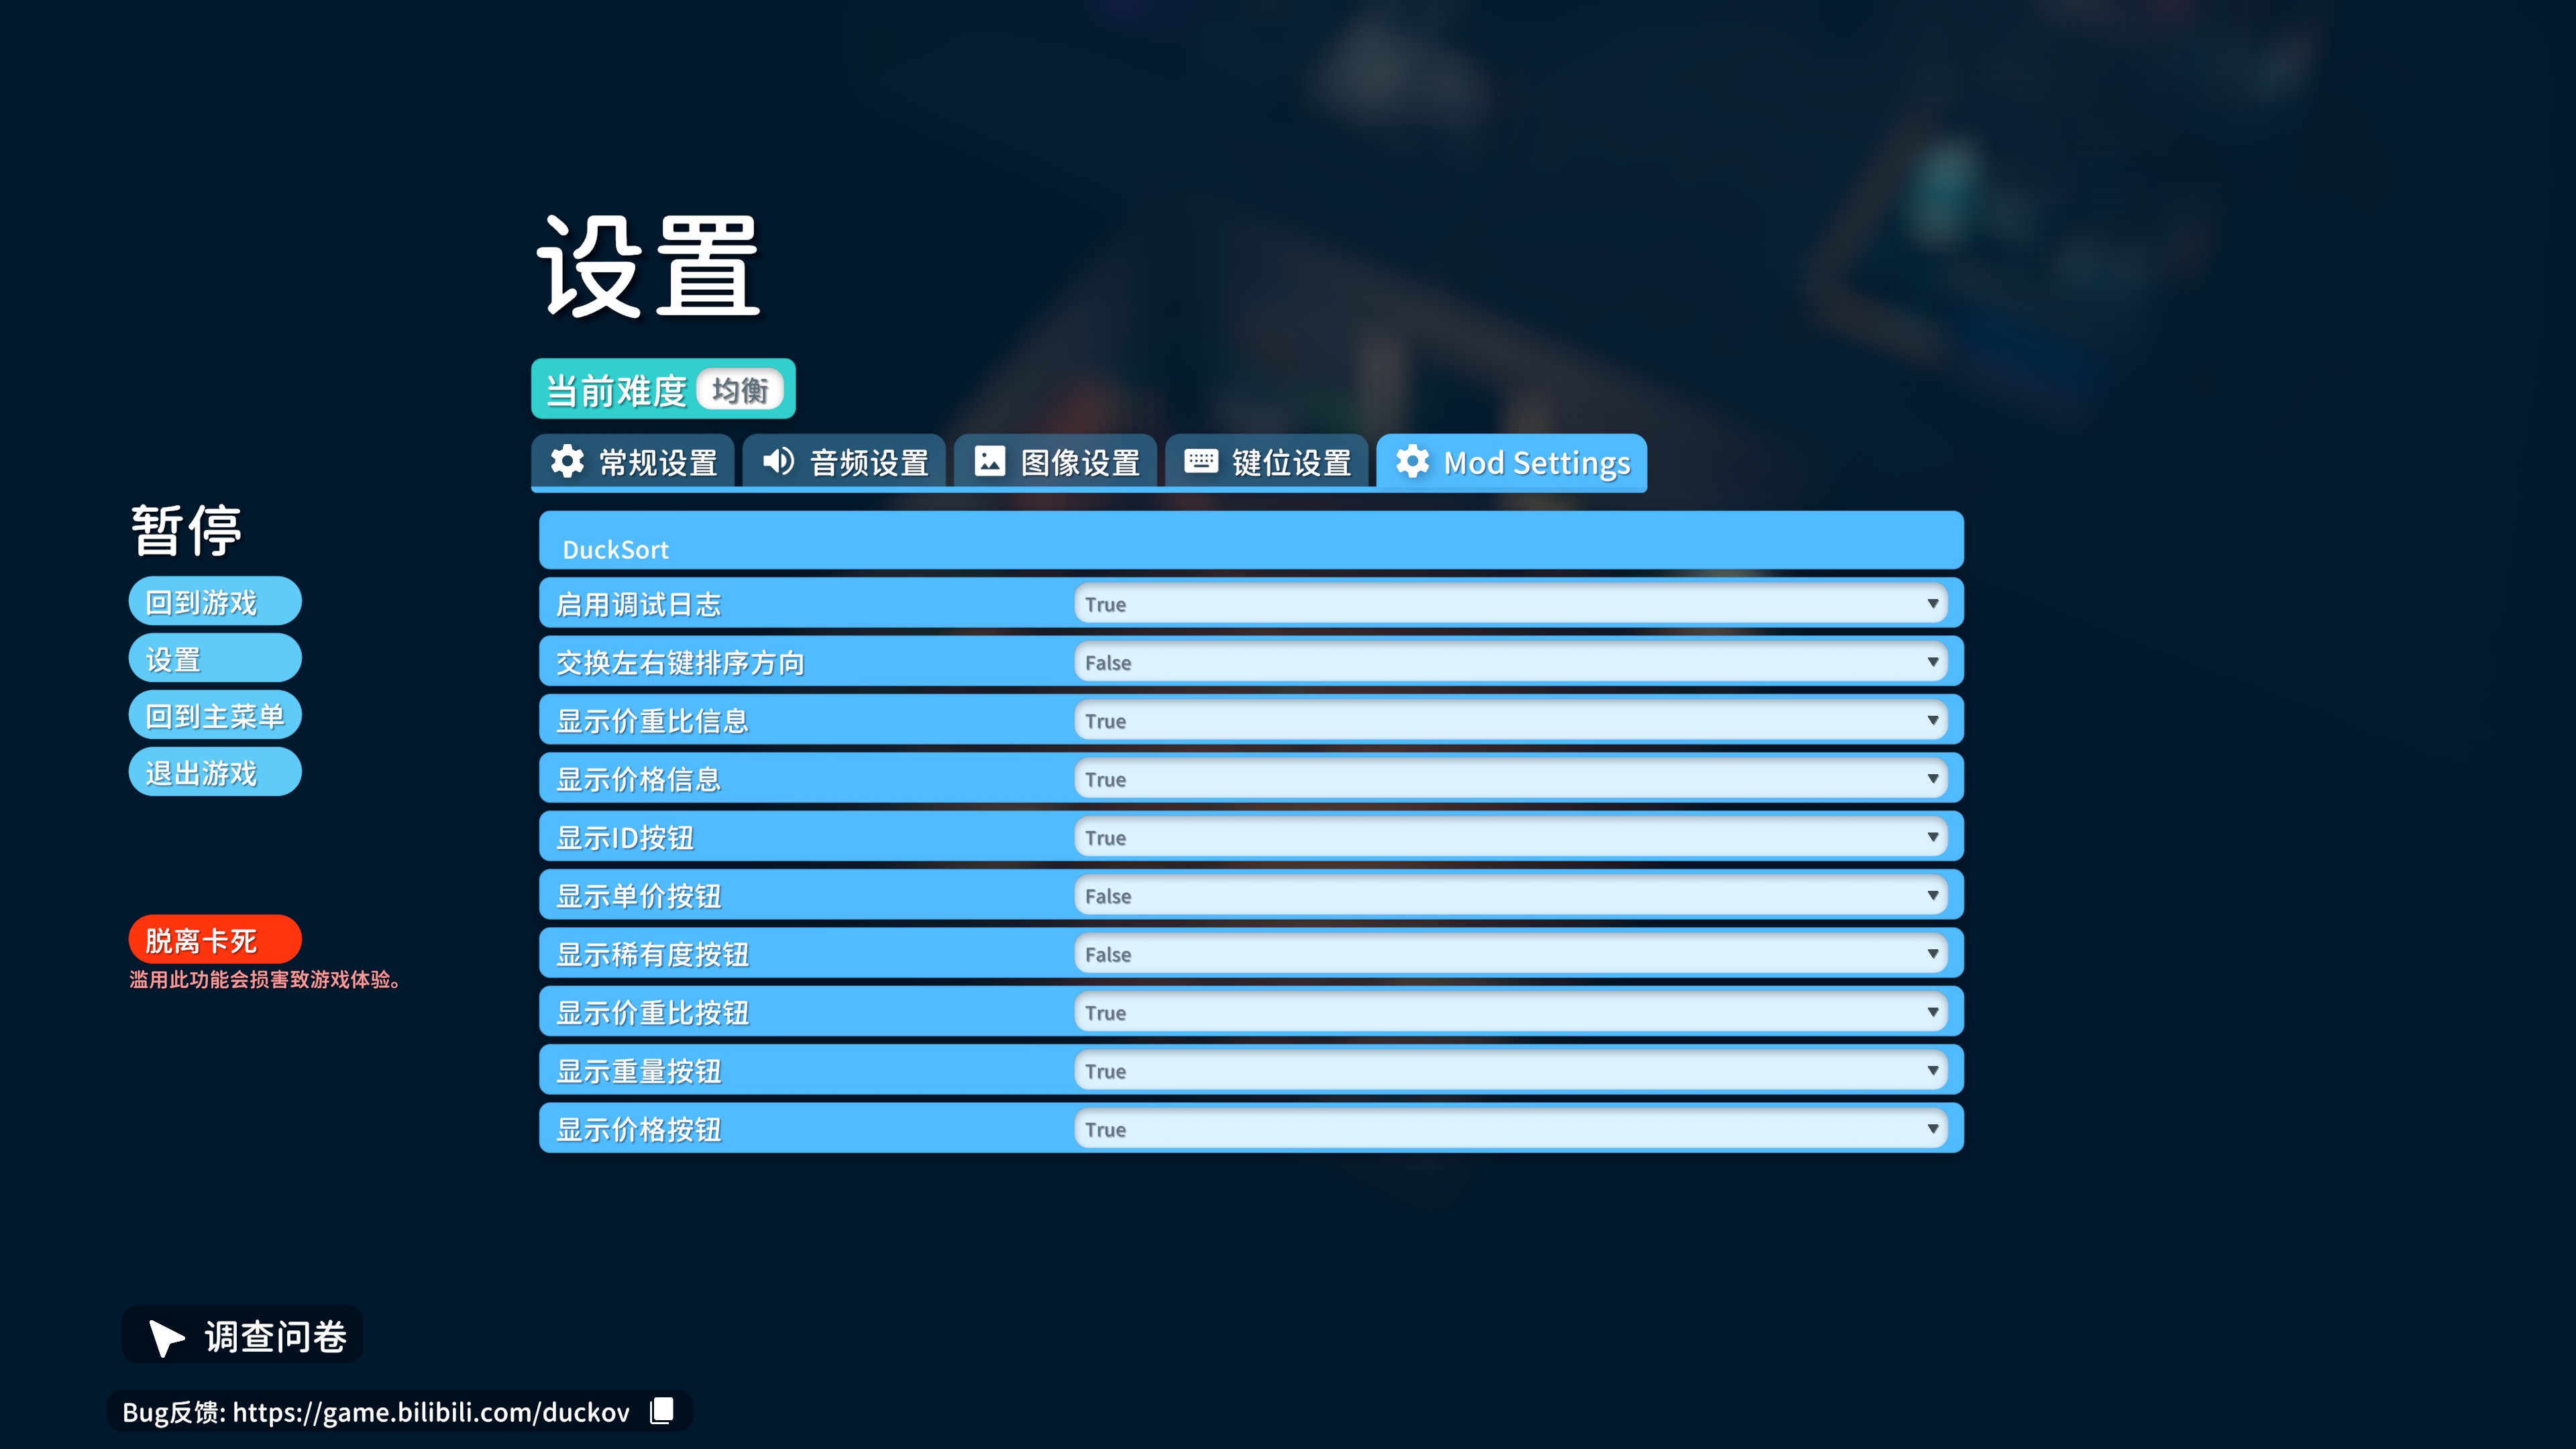 设置
当前难度 均衡
常规设置 音频设置 图像设置 键位设置 Mod Settings
暂停
回到游戏
设置
回到主菜单
退出游戏
脱离卡死
滥用此功能会损害致游戏体验。
DuckSort
启用调试日志 True
交换左右键排序方向 False
显示价重比信息 True
显示价格信息 True
显示ID按钮 True
显示单价按钮 False
显示稀有度按钮 False
显示价重比按钮 True
显示重量按钮 True
显示价格按钮 True
调查问卷
Bug反馈: https://game.bilibili.com/duckov